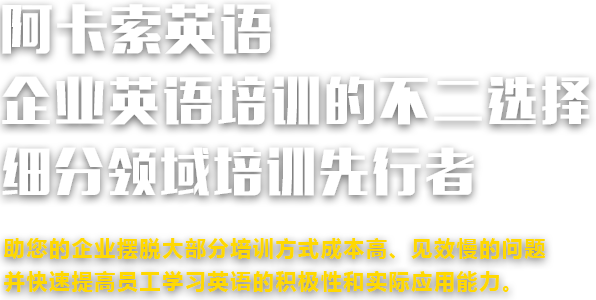 阿卡索英语
企业英语培训的不二选择
细分领域培训先行者
助您的企业摆脱大部分培训方式成本高、见效慢的问题
并快速提高员工学习英语的积极性和实际应用能力。